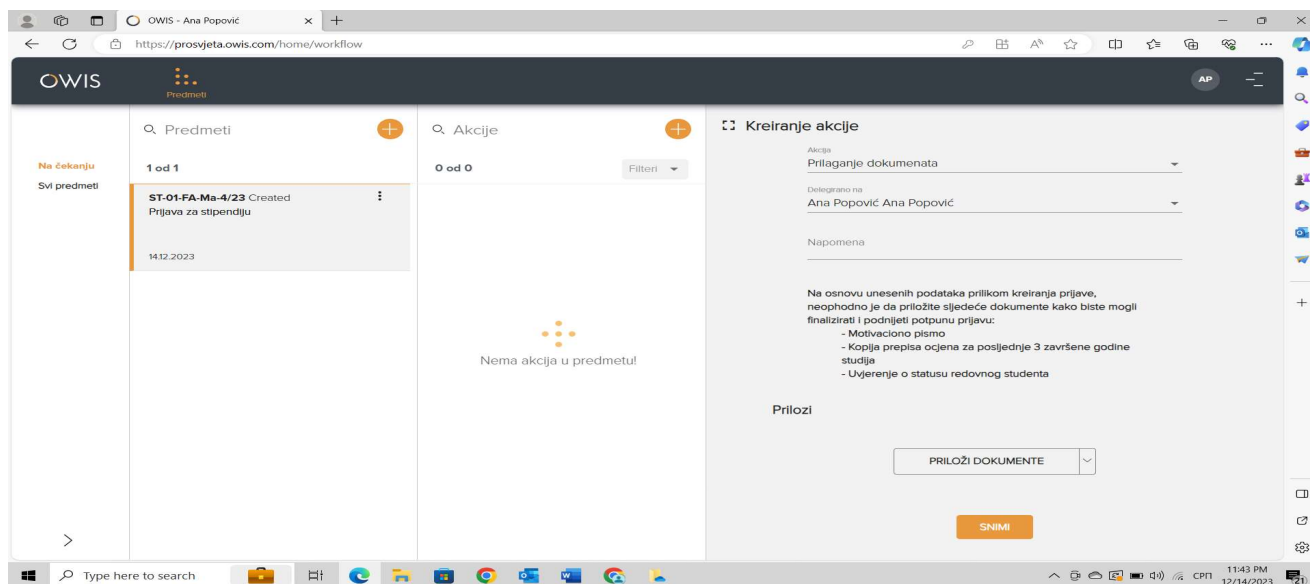 OWIS - Ana Popović
https://prosvjeta.owis.com/home/workflow
OWIS
Predmeti
AP
Na čekanju
Svi predmeti
Predmeti
1 od 1
ST-01-FA-Ma-4/23 Created
Prijava za stipendiju
14.12.2023
Akcije
0 od 0
Filteri
Nema akcija u predmetu!
Kreiranje akcije
Akcija
Prilaganje dokumenata
Delegirano na
Ana Popović Ana Popović
Napomena
Na osnovu unesenih podataka prilikom kreiranja prijave,
neophodno je da priložite sljedeće dokumente kako biste mogli
finalizirati i podnijeti potpunu prijavu:
- Motivaciono pismo
- Kopija prepisa ocjena za posljednje 3 završene godine
studija
- Uvjerenje o statusu redovnog studenta
Prilozi
PRILOŽI DOKUMENTE
SNIMI
Type here to search
СРП
11:43 PM
12/14/2023